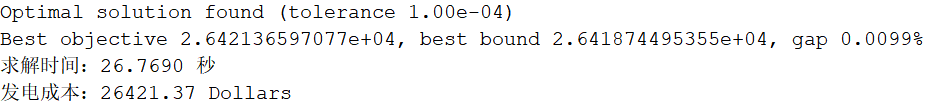 Optimal solution found (tolerance 1.00e-04)
Best objective 2.642136597077e+04, best bound 2.641874495355e+04, gap 0.0099%
求解时间：26.7690 秒
发电成本：26421.37 Dollars